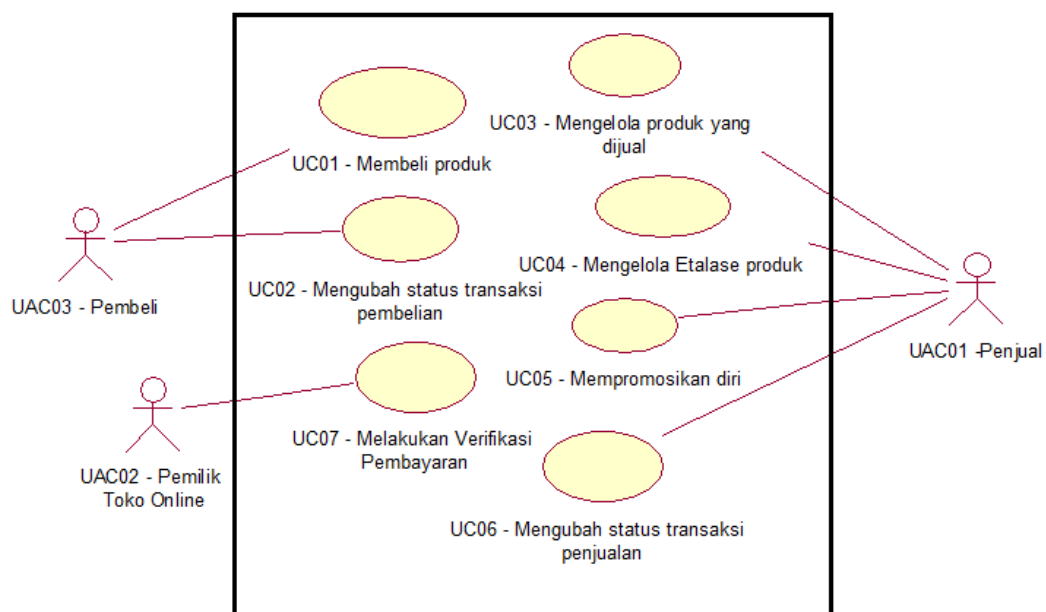 UC01 - Membeli produk
UC03 - Mengelola produk yang
dijual
UAC03 - Pembeli
UC02 - Mengubah status transaksi
pembelian
UC04 - Mengelola Etalase produk
UAC01 -Penjual
UC05 - Mempromosikan diri
UAC02 - Pemilik
Toko Online
UC07 - Melakukan Verifikasi
Pembayaran
UC06 - Mengubah status transaksi
penjualan